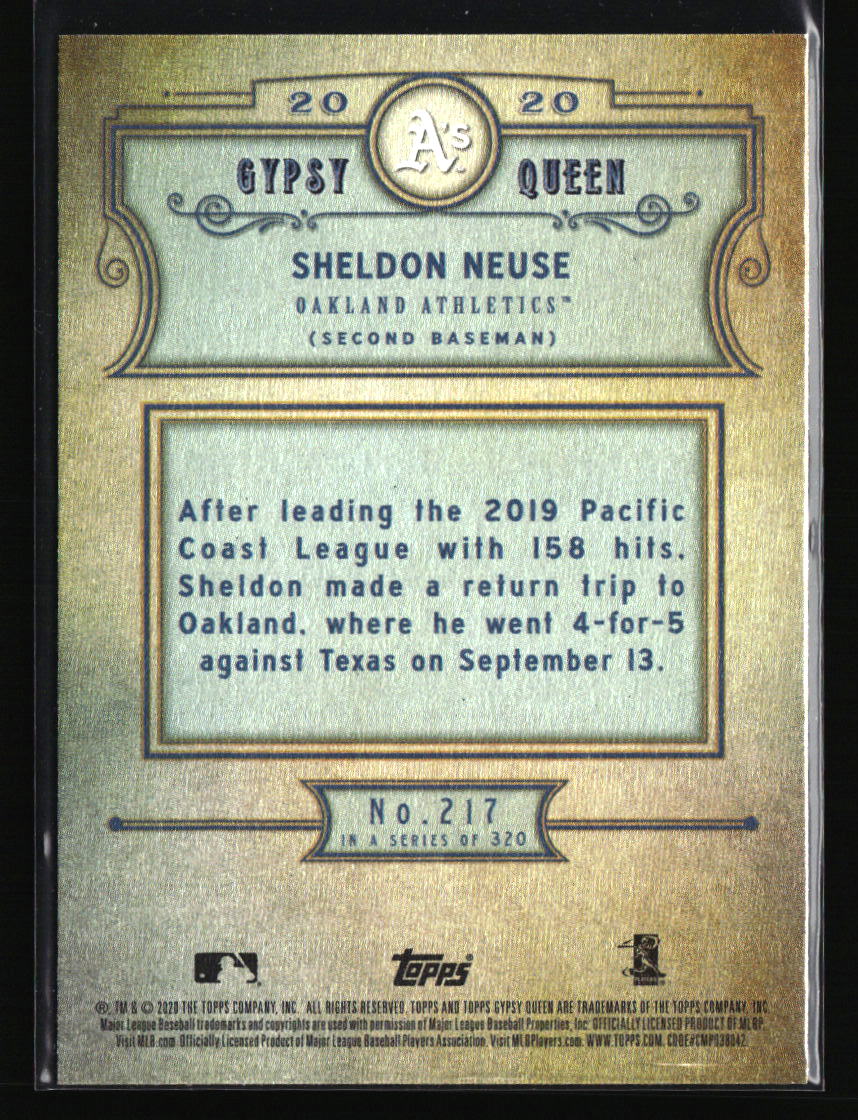 20 20
A's
GYPSY QUEEN
SHELDON NEUSE
OAKLAND ATHLETICS™
(SECOND BASEMAN)
After leading the 2019 Pacific
Coast League with 158 hits,
Sheldon made a return trip to
Oakland, where he went 4-for-5
against Texas on September 13.
No.217
IN A SERIES OF 320
topps®
®, TM & © 2020 THE TOPPS COMPANY, INC. ALL RIGHTS RESERVED. TOPPS AND TOPPS GYPSY QUEEN ARE TRADEMARKS OF THE TOPPS COMPANY, INC.
Major League Baseball trademarks and copyrights are used with permission of Major League Baseball Properties, Inc. OFFICIALLY LICENSED PRODUCT OF MLBP.
Visit MLB.com. Officially Licensed Product of Major League Baseball Players Association. Visit MLBPlayers.com. WWW.TOPPS.COM. CODE#CMP038042